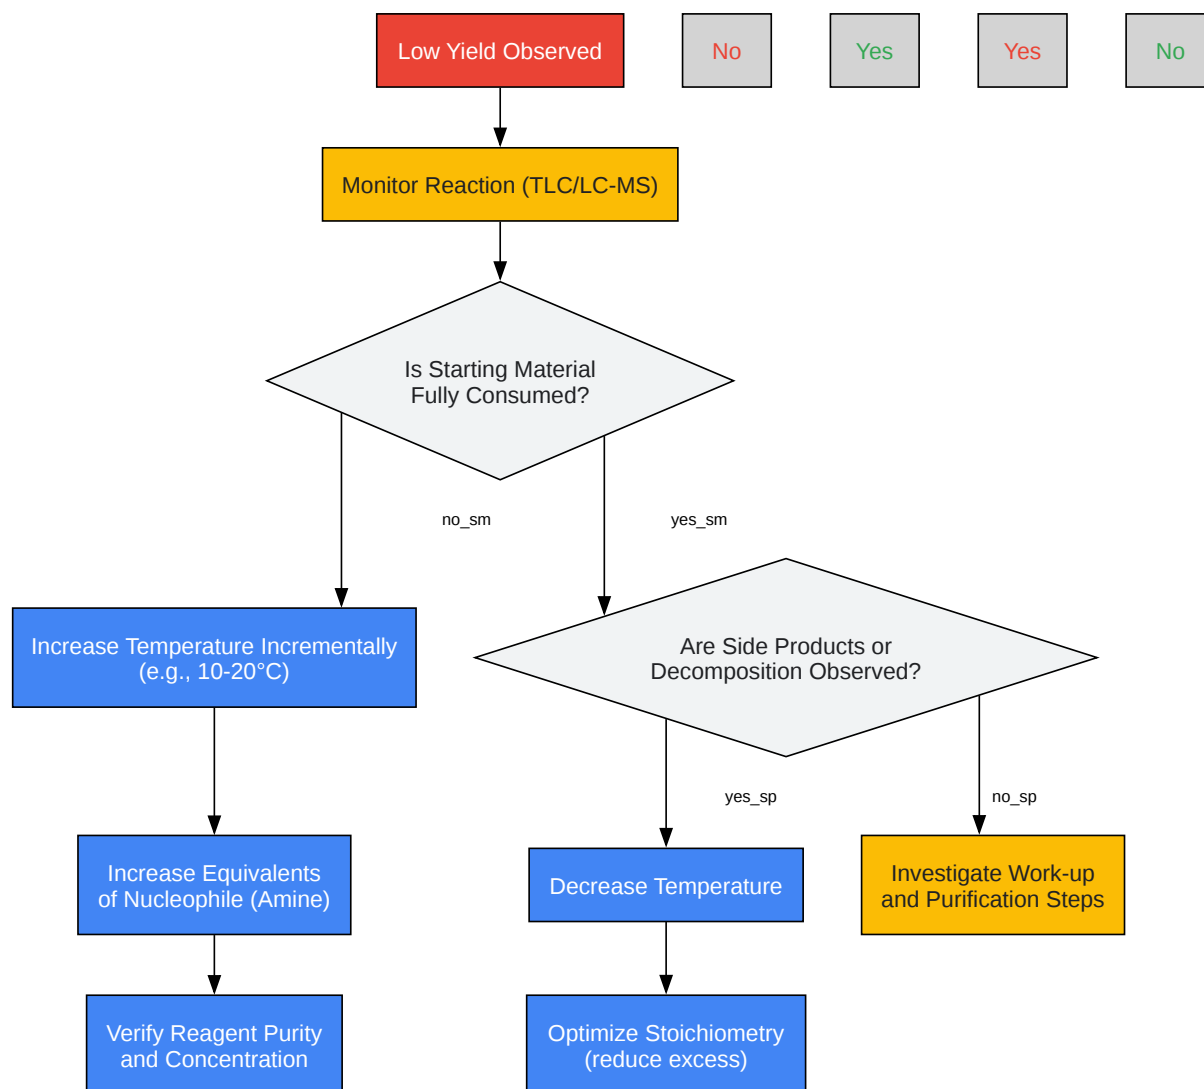 Low Yield Observed
No
Yes
Yes
No
Monitor Reaction (TLC/LC-MS)
Is Starting Material
Fully Consumed?
no_sm
yes_sm
Increase Temperature Incrementally
(e.g., 10-20°C)
Are Side Products or
Decomposition Observed?
yes_sp
no_sp
Increase Equivalents
of Nucleophile (Amine)
Decrease Temperature
Investigate Work-up
and Purification Steps
Verify Reagent Purity
and Concentration
Optimize Stoichiometry
(reduce excess)